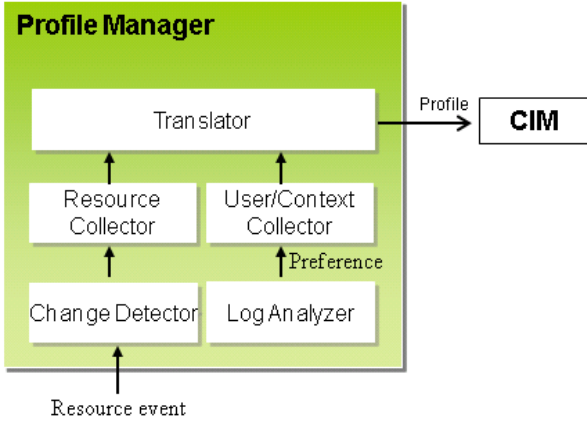 Profile Manager
Translator
Profile
CIM
Resource
Collector
User/Context
Collector
Preference
Change Detector
Log Analyzer
Resource event